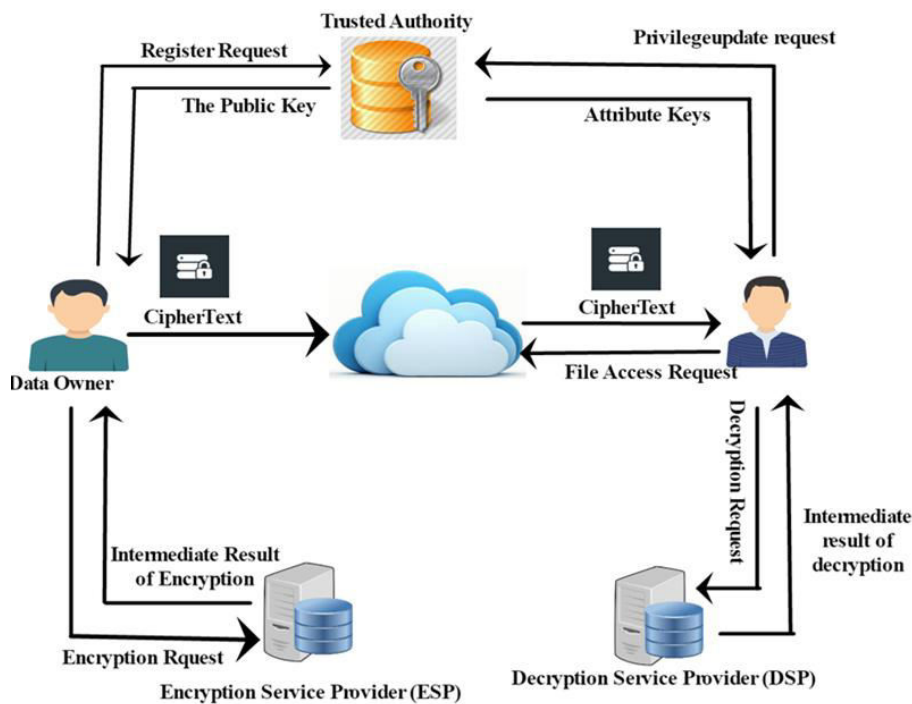 Trusted Authority
Register Request
Privilegeupdate request
The Public Key
Attribute Keys
CipherText
CipherText
File Access Request
Data Owner
Decryption Request
Intermediate
result of
decryption
Intermediate Result
of Encryption
Encryption Rquest
Encryption Service Provider (ESP)
Decryption Service Provider (DSP)